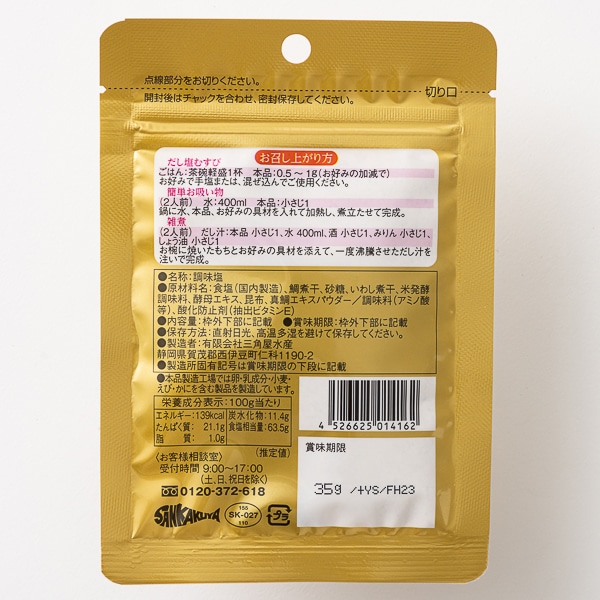 点線部分をお切りください。
開封後はチャックを合わせ、密封保存してください。
切り口
お召し上がり方
だし塩むすび
ごはん:茶碗軽盛1杯 本品:0.5～1g(お好みの加減で)
お好みで手塩または、混ぜ込んでご使用ください。
簡単お吸い物
(2人前) 水:400ml 本品:小さじ1
鍋に水、本品、お好みの具材を入れて加熱し、煮立たせて完成。
雑煮
(2人前) だし汁:本品 小さじ1、水 400ml、酒 小さじ1、みりん 小さじ1、
しょう油 小さじ1
お椀に焼いたもちとお好みの具材を添えて、一度沸騰させただし汁を
注いで完成。
●名称:調味塩
●原材料名:食塩(国内製造)、鯛煮干、砂糖、いわし煮干、米発酵
調味料、酵母エキス、昆布、真鯛エキスパウダー/調味料(アミノ酸
等)、酸化防止剤(抽出ビタミンE)
●内容量:枠外下部に記載 ●賞味期限:枠外下部に記載
●保存方法:直射日光、高温多湿を避けて保存してください。
●製造者:有限会社三角屋水産
静岡県賀茂郡西伊豆町仁科1190-2
●製造所固有記号は賞味期限の下段に記載
●本品製造工場では卵・乳成分・小麦・
えび・かにを含む製品を製造しています。
栄養成分表示:100g当たり
エネルギー:139kcal 炭水化物:11.4g
たんぱく質:21.1g 食塩相当量:63.5g
脂質:1.0g
(推定値)
〈お客様相談室〉
受付時間 9:00～17:00
(土、日、祝日を除く)
0120-372-618
SANKAKUYA
155
SK-027
110
プラ
4 526625 014162
賞味期限
35g /+YS/FH23